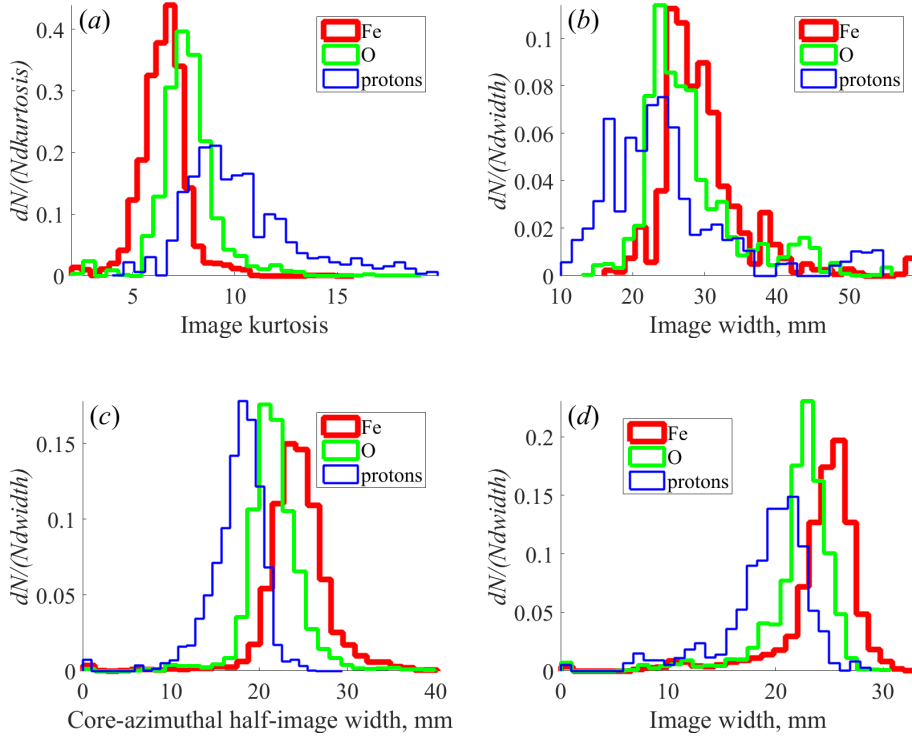 (a)
Fe
O
protons
dN/(Ndkurtosis)
0.4
0.3
0.2
0.1
0
5
10
15
Image kurtosis
(b)
Fe
O
protons
dN/(Ndwidth)
0.1
0.08
0.06
0.04
0.02
0
10
20
30
40
50
Image width, mm
(c)
Fe
O
protons
dN/(Ndwidth)
0.15
0.1
0.05
0
0
10
20
30
40
Core-azimuthal half-image width, mm
(d)
Fe
O
protons
dN/(Ndwidth)
0.2
0.15
0.1
0.05
0
0
10
20
30
Image width, mm